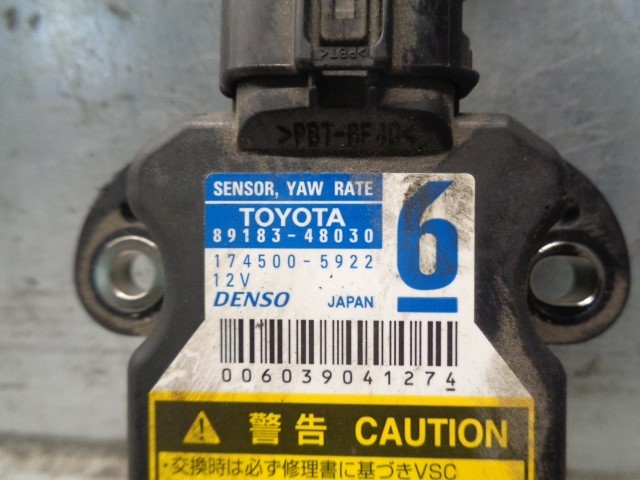 >PBT<
>PBT-GF40<
SENSOR, YAW RATE
TOYOTA
89183-48030
6
174500-5922
12V
DENSO JAPAN
006039041274
警告 CAUTION
・交換時は必ず修理書に基づきVSC